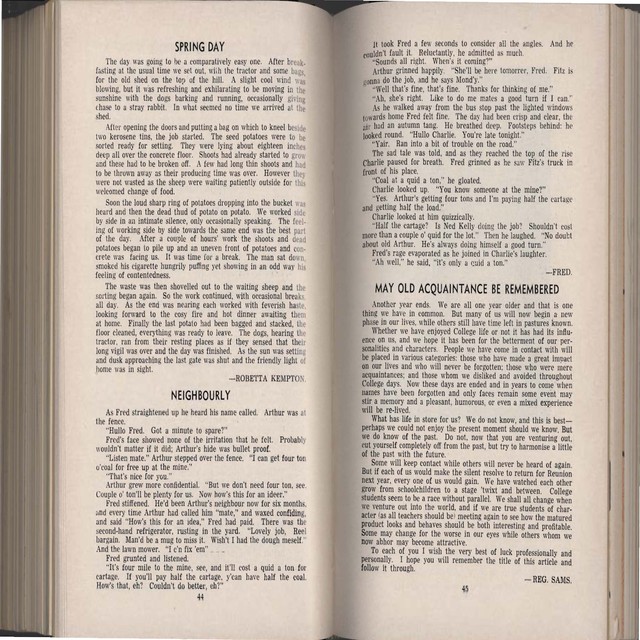 SPRING DAY
The day was going to be a comparatively easy one. After break-
fasting at the usual time we set out, with the tractor and some bags,
for the old shed on the top of the hill. A slight cool wind was
blowing, but it was refreshing and exhilarating to be moving in the
sunshine with the dogs barking and running, occasionally giving
chase to a stray rabbit. In what seemed no time we arrived at the
shed.
After opening the doors and putting a bag on which to kneel beside
two kerosine tins, the job started. The seed potatoes were to be
sorted ready for setting. They were lying about eighteen inches
deep all over the concrete floor. Shoots had already started to grow
and these had to be broken off. A few had long thin shoots and had
to be thrown away as their producing time was over. However they
were not wasted as the sheep were waiting patiently outside for this
welcomed change of food.
Soon the loud sharp ring of potatoes dropping into the bucket was
heard and then the dead thud of potato on potato. We worked side
by side in an intimate silence, only occasionally speaking. The feel-
ing of working side by side towards the same end was the best part
of the day. After a couple of hours' work the shoots and dead
potatoes began to pile up and an uneven front of potatoes and con-
crete was facing us. It was time for a break. The man sat down,
smoked his cigarette hungrily puffing yet showing in an odd way his
feeling of contentedness.
The waste was then shovelled out to the waiting sheep and the
sorting began again. So the work continued, with occasional breaks,
all day. As the end was nearing each worked with feverish haste,
looking forward to the cosy fire and hot dinner awaiting them
at home. Finally the last potato had been bagged and stacked, the
floor cleaned, everything was ready to leave. The dogs, hearing the
tractor, ran from their resting places as if they sensed that their
long vigil was over and the day was finished. As the sun was setting
and dusk approaching the last gate was shut and the friendly light of
home was in sight.
—ROBETTA KEMPTON.
NEIGHBOURLY
As Fred straightened up he heard his name called. Arthur was at
the fence.
"Hullo Fred. Got a minute to spare?"
Fred's face showed none of the irritation that he felt. Probably
wouldn't matter if it did; Arthur's hide was bullet proof.
"Listen mate." Arthur stepped over the fence. "I can get four ton
o'coal for free up at the mine."
"That's nice for you."
Arthur grew more confidential. "But we don't need four ton, see.
Couple o' ton'll be plenty for us. Now how's this for an ideer."
Fred stiffened. He'd been Arthur's neighbour now for six months,
and every time Arthur had called him "mate," and waxed confiding,
and said "How's this for an idea," Fred had paid. There was the
second-hand refrigerator, rusting in the yard. "Lovely job, Reel
bargain. Man'd be a mug to miss it. Wish't I had the dough meself."
And the lawn mower. "I c'n fix 'em"
Fred grunted and listened.
"It's four mile to the mine, see, and it'll cost a quid a ton for
cartage. If you'll pay half the cartage, y'can have half the coal.
How's that, eh? Couldn't do better, eh?"
44
It took Fred a few seconds to consider all the angles. And he
couldn't fault it. Reluctantly, he admitted as much.
"Sounds all right. When's it coming?"
Arthur grinned happily. "She'll be here tomorrer, Fred. Fitz is
gonna do the job, and he says Mond'y."
"Well that's fine, that's fine. Thanks for thinking of me."
"Ah, she's right. Like to do me mates a good turn if I can."
As he walked away from the bus stop past the lighted windows
towards home Fred felt fine. The day had been crisp and clear, the
air had an autumn tang. He breathed deep. Footsteps behind: he
looked round. "Hullo Charlie. You're late tonight."
"Yair. Ran into a bit of trouble on the road."
The sad tale was told, and as they reached the top of the rise
Charlie paused for breath. Fred grinned as he saw Fitz's truck in
front of his place.
"Coal at a quid a ton," he gloated.
Charlie looked up. "You know someone at the mine?"
"Yes. Arthur's getting four tons and I'm paying half the cartage
and getting half the load."
Charlie looked at him quizzically.
"Half the cartage? Is Ned Kelly doing the job? Shouldn't cost
more than a couple o' quid for the lot." Then he laughed. "No doubt
about old Arthur. He's always doing himself a good turn."
Fred's rage evaporated as he joined in Charlie's laughter.
"Ah well," he said, "it's only a quid a ton."
—FRED.
MAY OLD ACQUAINTANCE BE REMEMBERED
Another year ends. We are all one year older and that is one
thing we have in common. But many of us will now begin a new
phase in our lives, while others still have time left in pastures known.
Whether we have enjoyed College life or not it has had its influ-
ence on us, and we hope it has been for the betterment of our per-
sonalities and characters. People we have come in contact with will
be placed in various categories: those who have made a great impact
on our lives and who will never be forgotten; those who were mere
acquaintances; and those whom we disliked and avoided throughout
College days. Now these days are ended and in years to come when
names have been forgotten and only faces remain some event may
stir a memory and a pleasant, humorous, or even a mixed experience
will be re-lived.
What has life in store for us? We do not know, and this is best—
perhaps we could not enjoy the present moment should we know. But
we do know of the past. Do not, now that you are venturing out,
cut yourself completely off from the past, but try to harmonise a little
of the past with the future.
Some will keep contact while others will never be heard of again.
But if each of us would make the silent resolve to return for Reunion
next year, every one of us would gain. We have watched each other
grow from schoolchildren to a stage 'twixt and between. College
students seem to be a race without parallel. We shall all change when
we venture out into the world, and if we are true students of char-
acter (as all teachers should be) meeting again to see how the matured
product looks and behaves should be both interesting and profitable.
Some may change for the worse in our eyes while others whom we
now abhor may become attractive.
To each of you I wish the very best of luck professionally and
personally. I hope you will remember the title of this article and
follow it through.
—REG. SAMS.
45